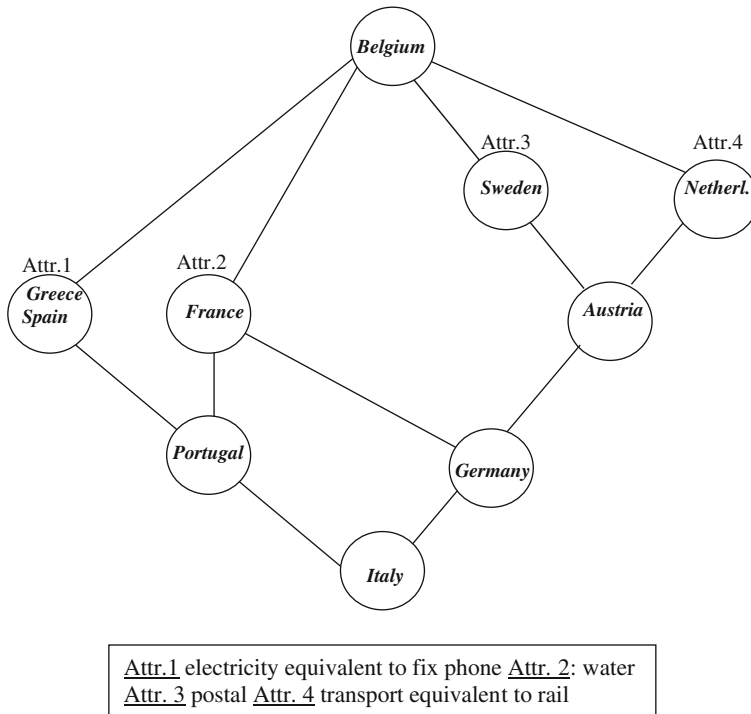 Belgium
Attr.3
Attr.4
Sweden
Netherl.
Attr.1
Attr.2
Greece
Spain
France
Austria
Portugal
Germany
Italy
Attr.1 electricity equivalent to fix phone Attr. 2: water
Attr. 3 postal Attr. 4 transport equivalent to rail